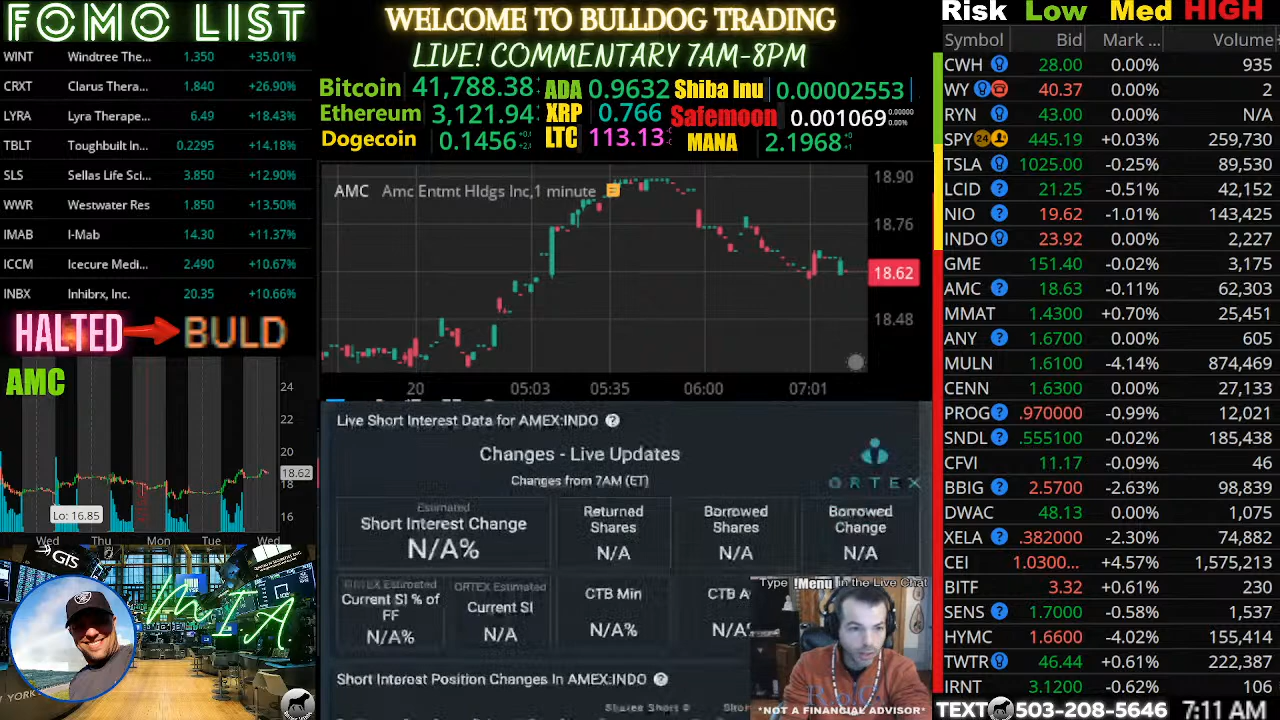 FOMO LIST
WINT Windtree The... 1.350 +35.01%
CRXT Clarus Thera... 1.840 +26.90%
LYRA Lyra Therape... 6.49 +18.43%
TBLT Toughbuilt In... 0.2295 +14.18%
SLS Sellas Life Sci... 3.850 +12.90%
WWR Westwater Res 1.850 +13.50%
IMAB I-Mab 14.30 +11.37%
ICCM Icecure Medi... 2.490 +10.67%
INBX Inhibrx, Inc. 20.35 +10.66%
HALTED BULD
AMC
24
22
20
18.62
18
16
Lo: 16.85
Wed Thu Mon Tue Wed
GTS
M.I.A.
WELCOME TO BULLDOG TRADING
LIVE! COMMENTARY 7AM-8PM
Bitcoin 41,788.38 ADA 0.9632 Shiba Inu 0.00002553
Ethereum 3,121.94 XRP 0.766 Safemoon 0.001069
Dogecoin 0.1456 LTC 113.13 MANA 2.1968
AMC Amc Entmt Hldgs Inc,1 minute
18.90
18.76
18.62
18.48
20 05:03 05:35 06:00 07:01
Live Short Interest Data for AMEX:INDO
Changes - Live Updates
Changes from 7AM (ET)
ORTEX
Estimated
Short Interest Change
N/A%
Returned Shares
N/A
Borrowed Shares
N/A
Borrowed Change
N/A
ORTEX Estimated
Current SI % of FF
N/A%
ORTEX Estimated
Current SI
N/A
CTB Min
N/A%
CTB A
N/A%
Short Interest Position Changes In AMEX:INDO
Type !Menu in the Live Chat
*NOT A FINANCIAL ADVISOR*
Risk Low Med HIGH
Symbol Bid Mark ... Volume
CWH 28.00 0.00% 935
WY 40.37 0.00% 2
RYN 43.00 0.00% N/A
SPY 24 445.19 +0.03% 259,730
TSLA 1025.00 -0.25% 89,530
LCID 21.25 -0.51% 42,152
NIO 19.62 -1.01% 143,425
INDO 23.92 0.00% 2,227
GME 151.40 -0.02% 3,175
AMC 18.63 -0.11% 62,303
MMAT 1.4300 +0.70% 25,451
ANY 1.6700 0.00% 605
MULN 1.6100 -4.14% 874,469
CENN 1.6300 0.00% 27,133
PROG .970000 -0.99% 12,021
SNDL .555100 -0.02% 185,438
CFVI 11.17 -0.09% 46
BBIG 2.5700 -2.63% 98,839
DWAC 48.13 0.00% 1,075
XELA .382000 -2.30% 74,882
CEI 1.0300... +4.57% 1,575,213
BITF 3.32 +0.61% 230
SENS 1.7000 -0.58% 1,537
HYMC 1.6600 -4.02% 155,414
TWTR 46.44 +0.61% 222,387
IRNT 3.1200 -0.62% 106
TEXT 503-208-5646 7:11 AM